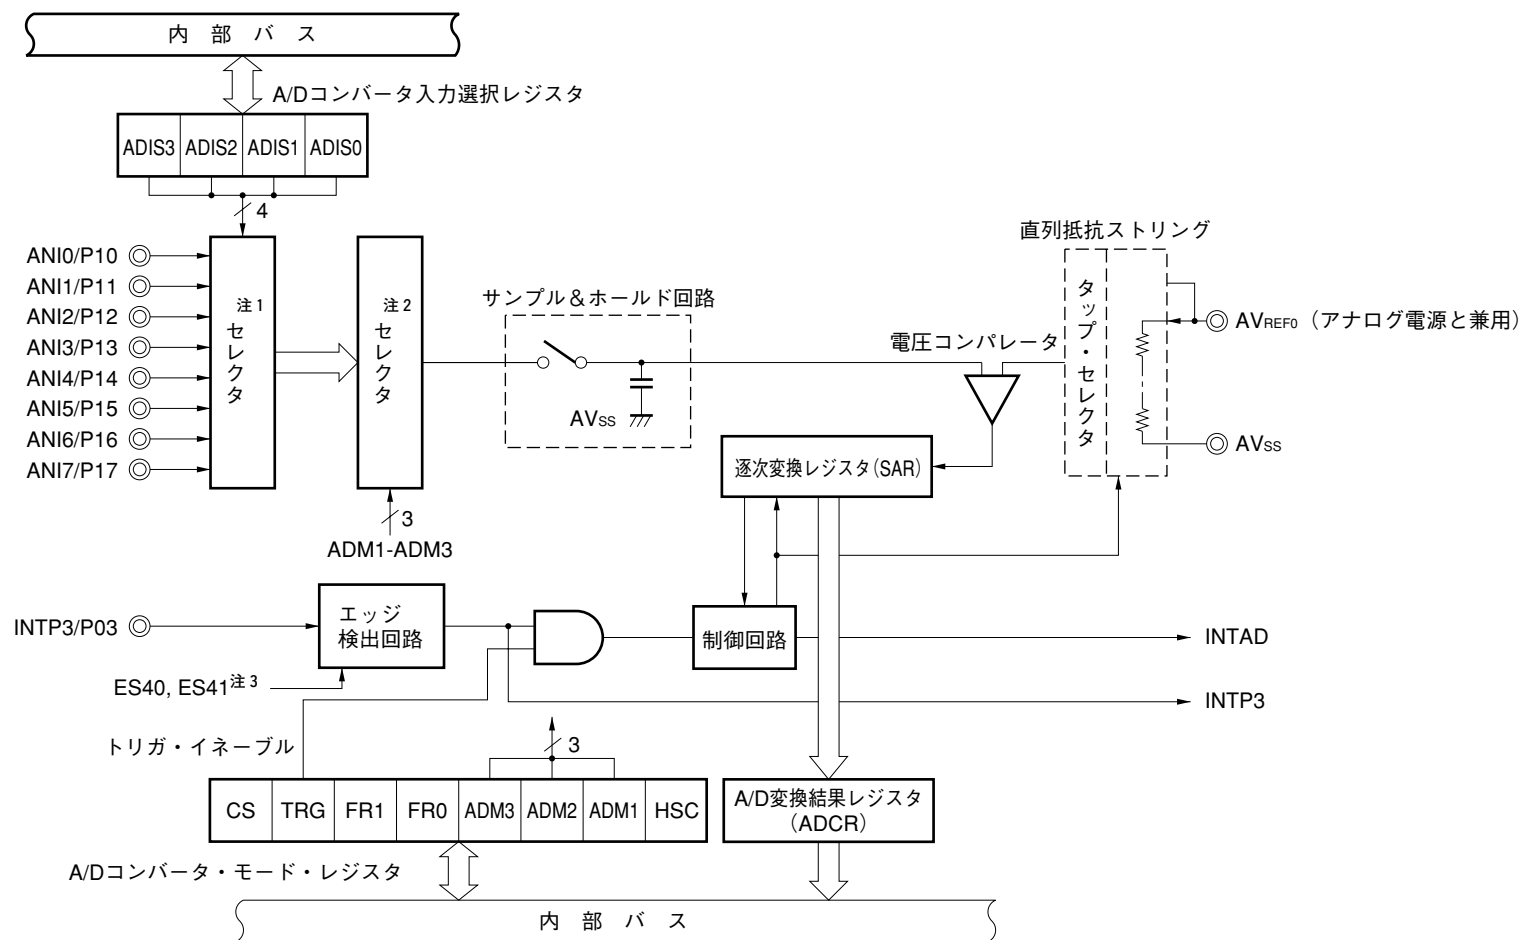 内 部 バ ス
A/Dコンバータ入力選択レジスタ
ADIS3 ADIS2 ADIS1 ADIS0
4
ANI0/P10
ANI1/P11
ANI2/P12
ANI3/P13
ANI4/P14
ANI5/P15
ANI6/P16
ANI7/P17
注1
セレクタ
注2
セレクタ
3
ADM1-ADM3
サンプル&ホールド回路
AVSS
電圧コンパレータ
直列抵抗ストリング
タップ・セレクタ
AVREF0（アナログ電源と兼用）
AVSS
逐次変換レジスタ(SAR)
INTP3/P03
エッジ
検出回路
ES40, ES41注3
制御回路
INTAD
INTP3
トリガ・イネーブル
3
CS TRG FR1 FR0 ADM3 ADM2 ADM1 HSC
A/D変換結果レジスタ
(ADCR)
A/Dコンバータ・モード・レジスタ
内 部 バ ス